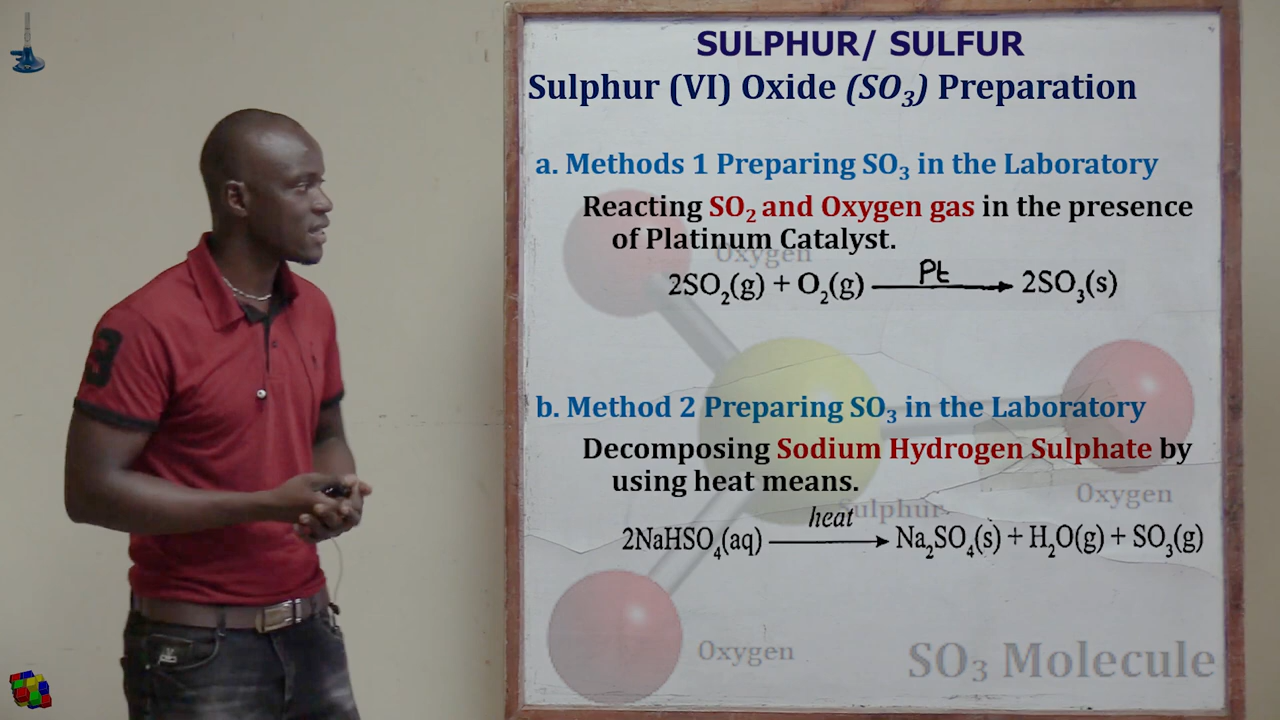 SULPHUR/ SULFUR
Sulphur (VI) Oxide (SO₃) Preparation
a. Methods 1 Preparing SO₃ in the Laboratory
Reacting SO₂ and Oxygen gas in the presence
of Platinum Catalyst.
Oxygen
Pt
2SO₂(g) + O₂(g) ⟶ 2SO₃(s)
b. Method 2 Preparing SO₃ in the Laboratory
Decomposing Sodium Hydrogen Sulphate by
using heat means.
Oxygen
Sulphur
heat
2NaHSO₄(aq) ⟶ Na₂SO₄(s) + H₂O(g) + SO₃(g)
Oxygen
SO₃ Molecule
3